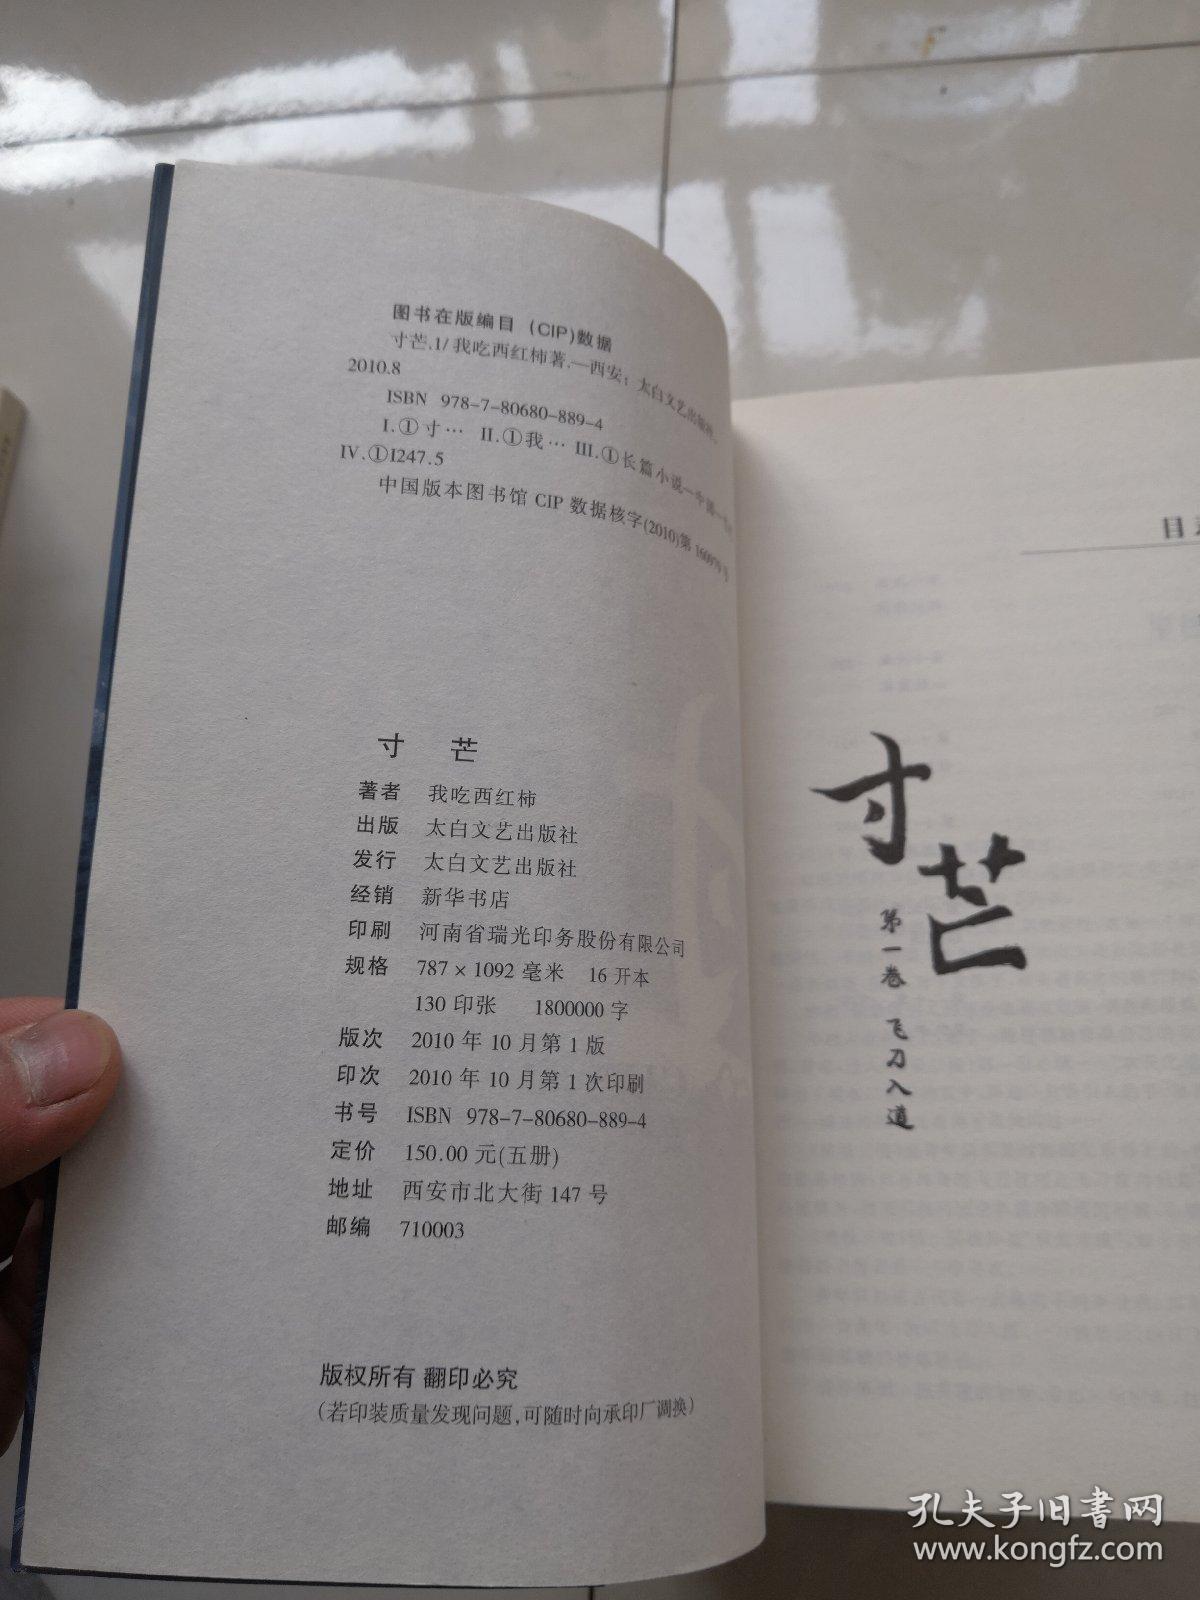 图书在版编目 (CIP)数据
寸芒.1/我吃西红柿著.—西安：太白文艺出版社,
2010.8
ISBN 978-7-80680-889-4
I.①寸… II.①我… III.①长篇小说—中国—
IV.①I247.5
中国版本图书馆 CIP 数据核字(2010)第
寸 芒
著者 我吃西红柿
出版 太白文艺出版社
发行 太白文艺出版社
经销 新华书店
印刷 河南省瑞光印务股份有限公司
规格 787×1092 毫米 16 开本
130 印张 1800000 字
版次 2010 年 10 月第 1 版
印次 2010 年 10 月第 1 次印刷
书号 ISBN 978-7-80680-889-4
定价 150.00 元(五册)
地址 西安市北大街 147 号
邮编 710003
版权所有 翻印必究
(若印装质量发现问题,可随时向承印厂调换)
目
寸芒
第一卷 飞刀入道
孔夫子旧书网
www.kongfz.com